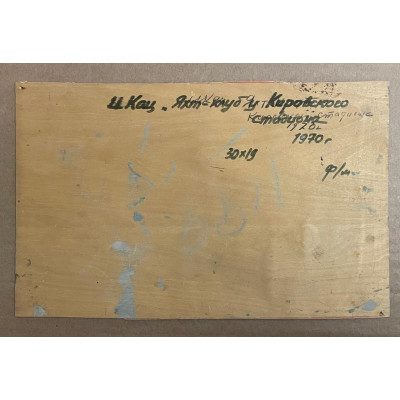 И. Кац „Яхт-клуб у Кировского
стадиона
1970 г
30×19
ф/м